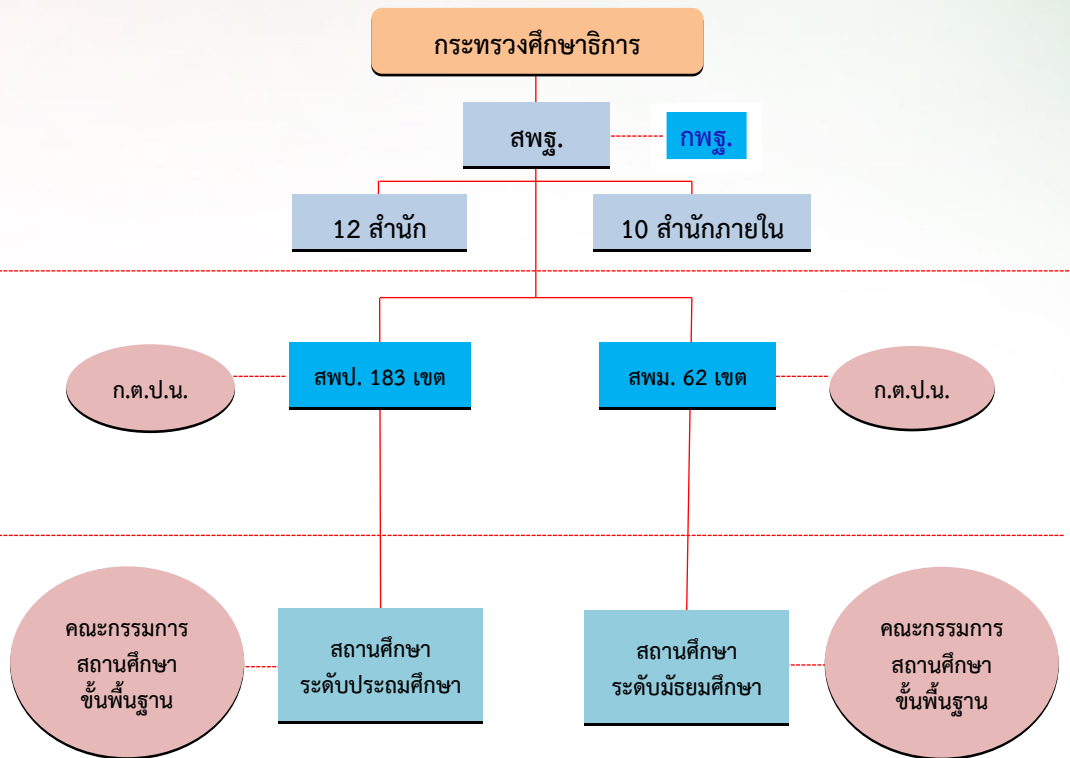 กระทรวงศึกษาธิการ
สพฐ.
กพฐ.
12 สำนัก
10 สำนักภายใน
ก.ต.ป.น.
สพป. 183 เขต
สพม. 62 เขต
ก.ต.ป.น.
คณะกรรมการ
สถานศึกษา
ขั้นพื้นฐาน
สถานศึกษา
ระดับประถมศึกษา
สถานศึกษา
ระดับมัธยมศึกษา
คณะกรรมการ
สถานศึกษา
ขั้นพื้นฐาน